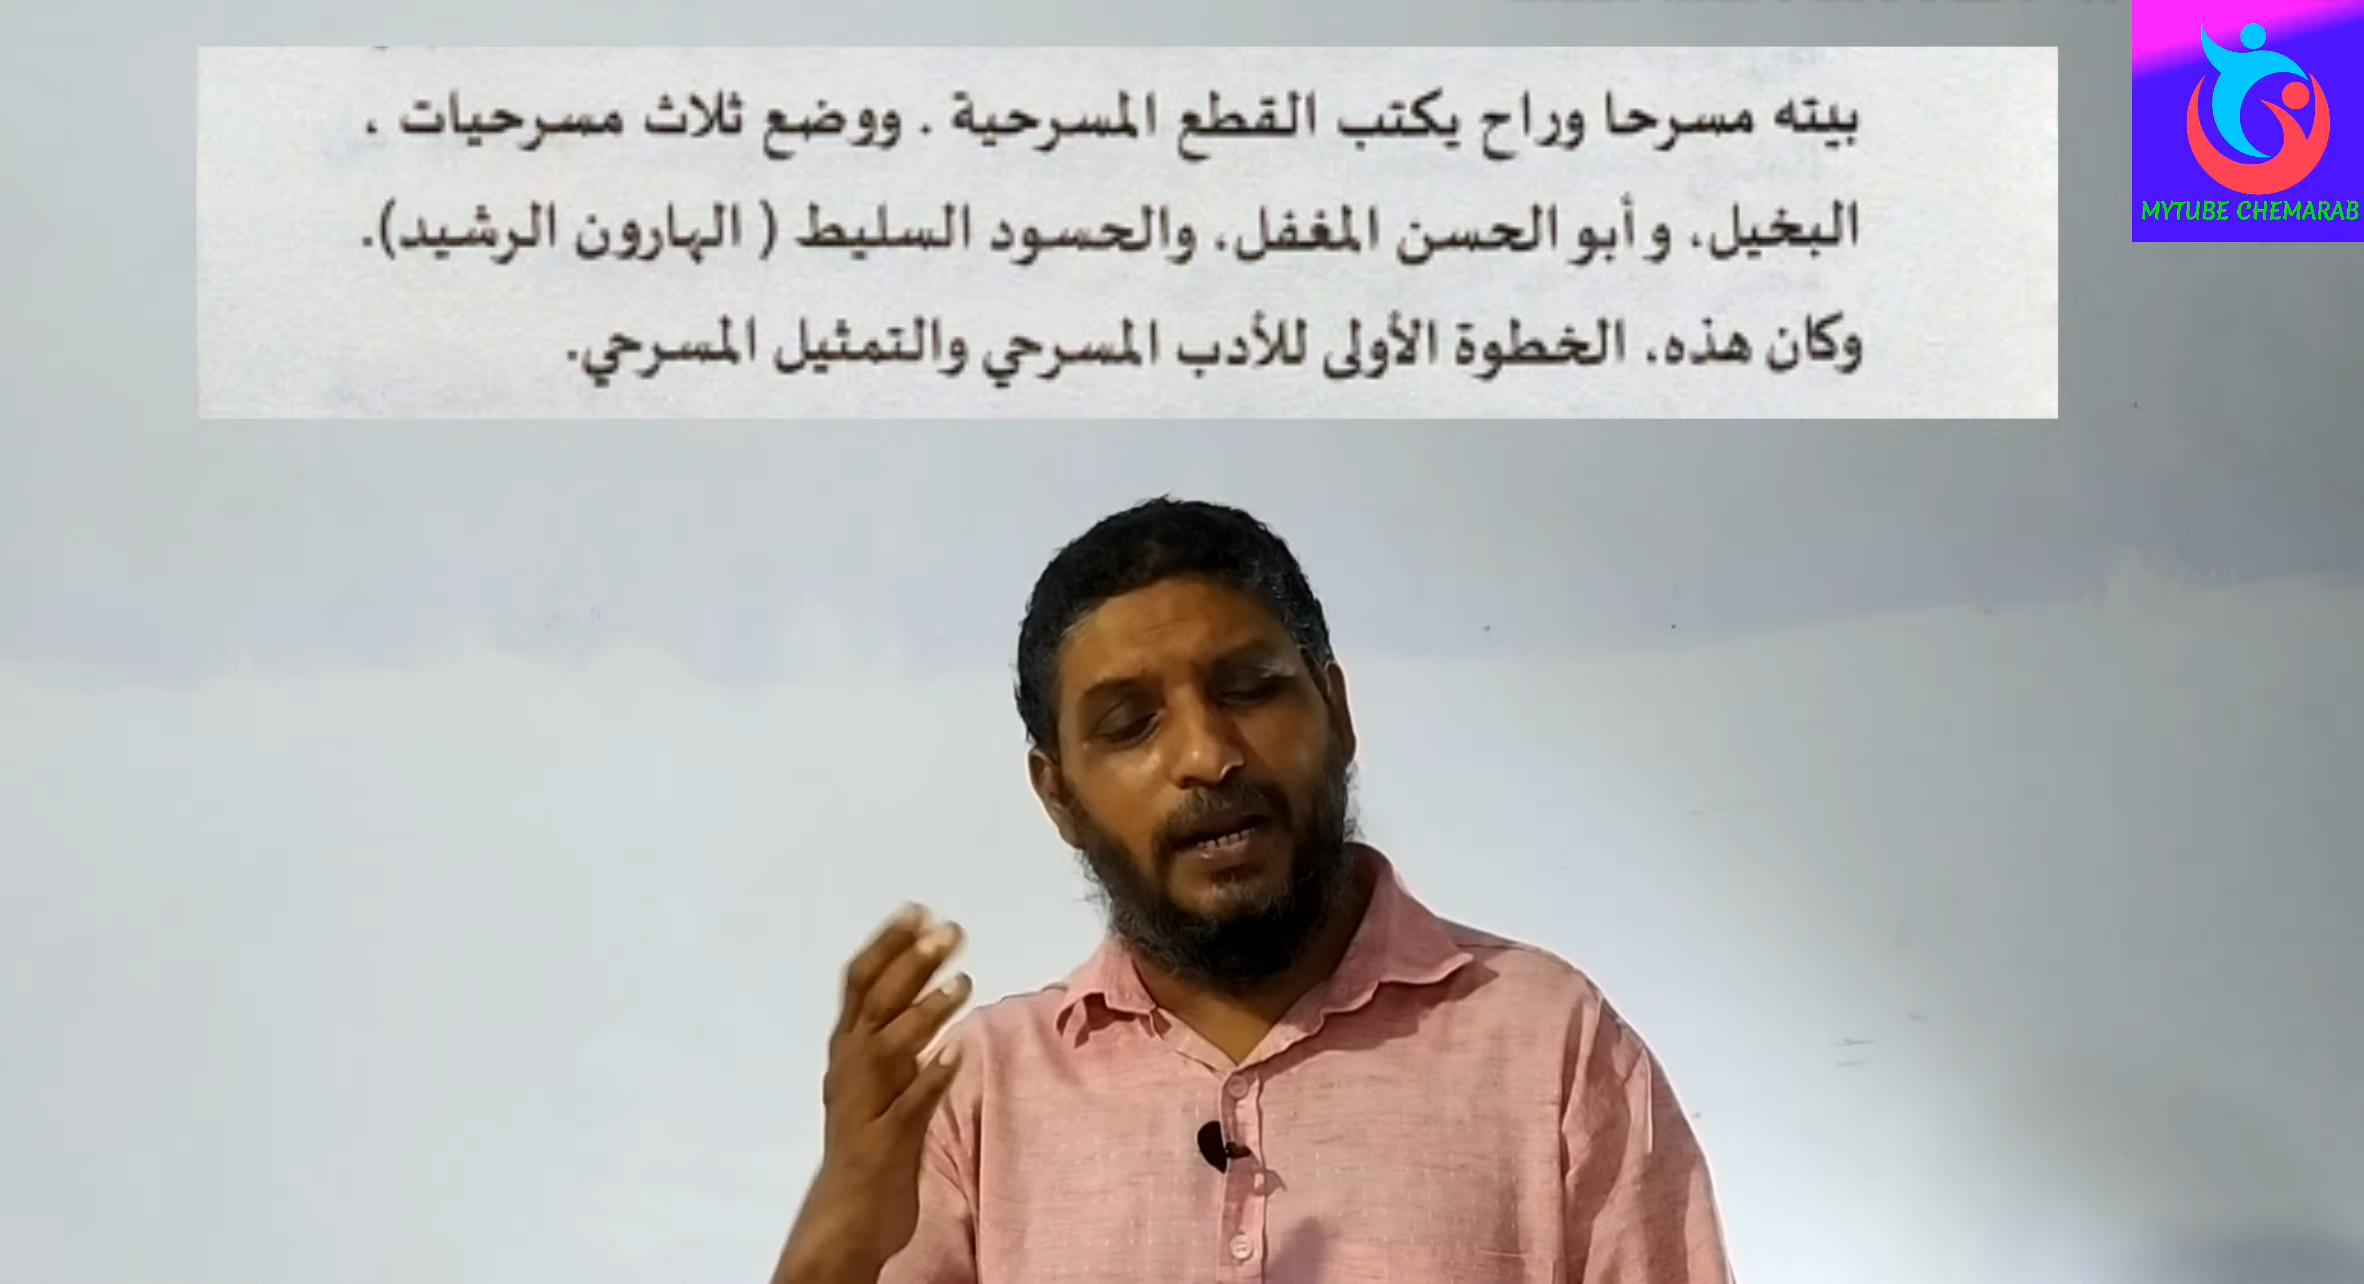 بيته مسرحا وراح يكتب القطع المسرحية . ووضع ثلاث مسرحيات ،
البخيل، و أبو الحسن المغفل، والحسود السليط ( الهارون الرشيد).
وكان هذه، الخطوة الأولى للأدب المسرحي والتمثيل المسرحي.
MYTUBE CHEMARAB